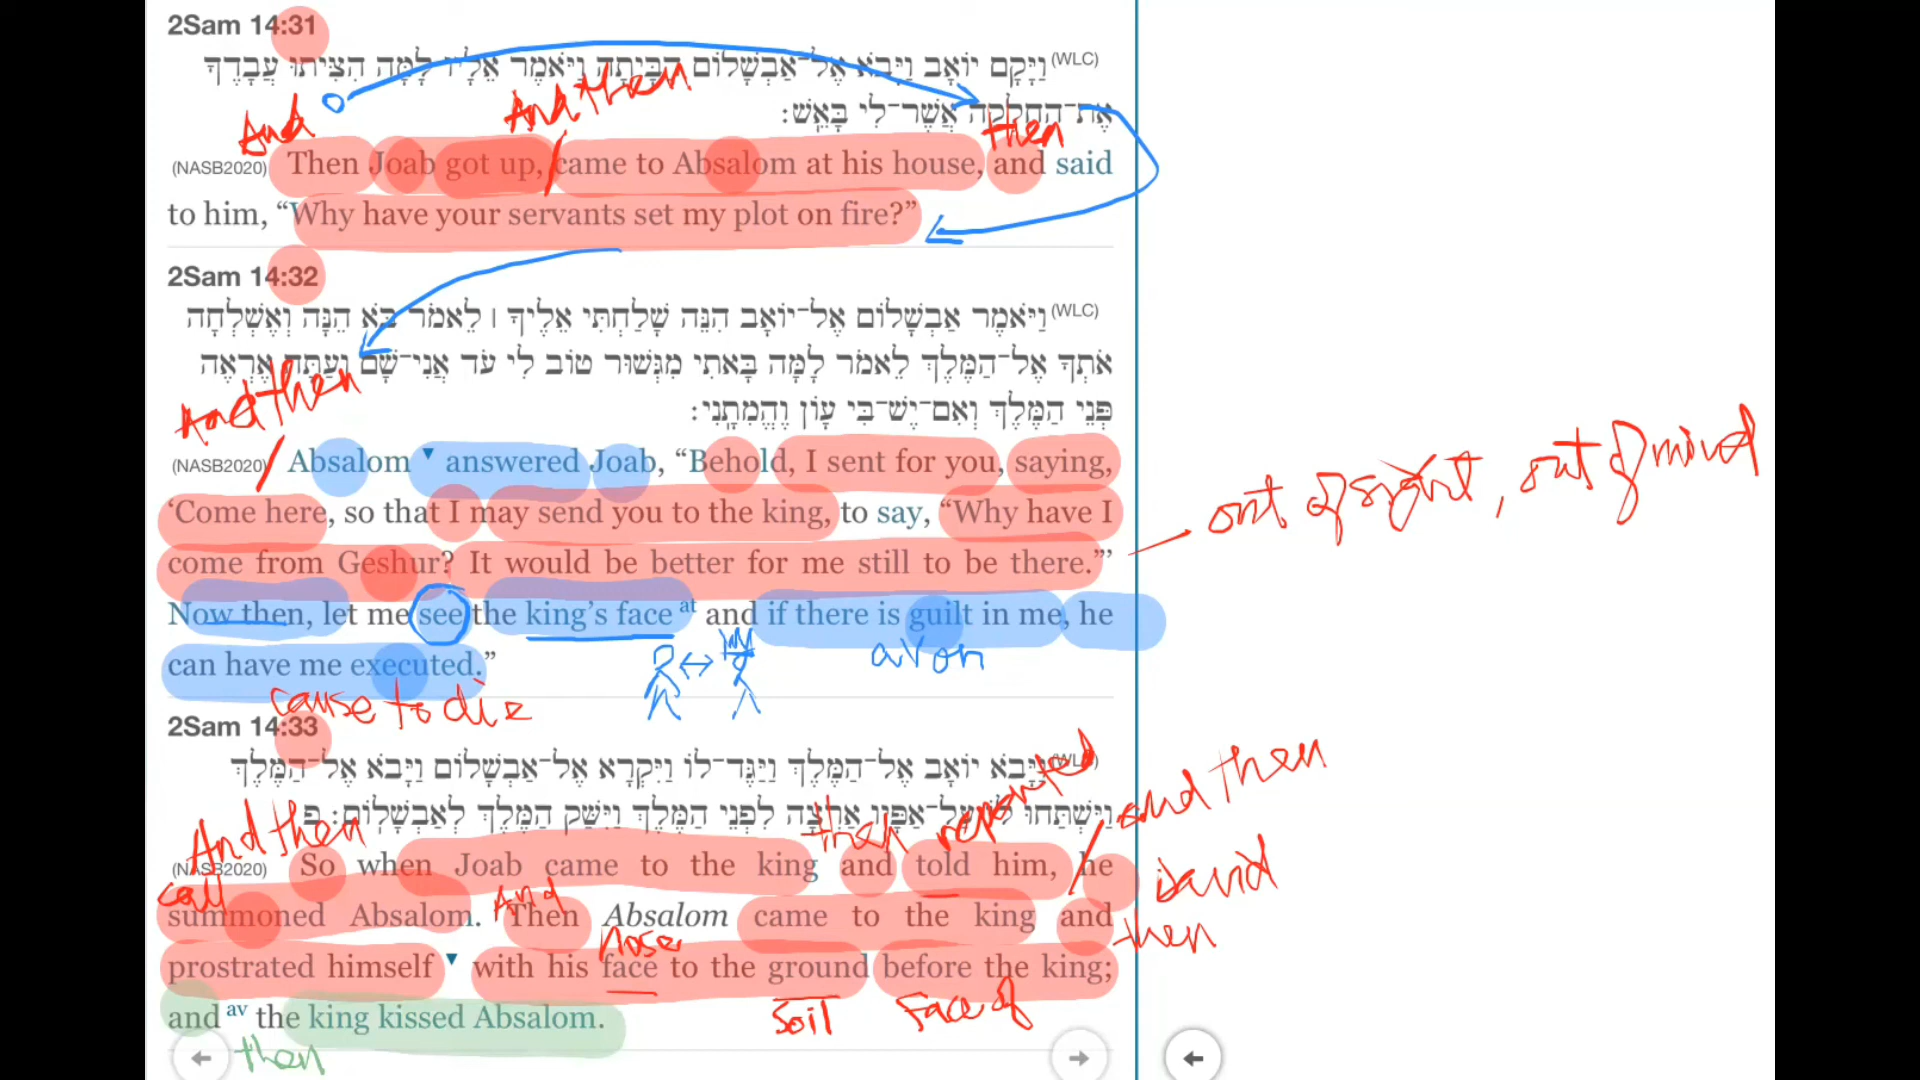 2Sam 14:31
(WLC) וַיָּקָם יוֹאָב וַיָּבֹא אֶל־אַבְשָׁלוֹם הַבָּיְתָה וַיֹּאמֶר אֵלָיו לָמָּה הִצִּיתוּ עֲבָדֶךָ
אֶת־הַחֶלְקָה אֲשֶׁר־לִי בָּאֵשׁ׃
And And then then
(NASB2020) Then Joab got up, came to Absalom at his house, and said
to him, “Why have your servants set my plot on fire?”
2Sam 14:32
(WLC) וַיֹּאמֶר אַבְשָׁלוֹם אֶל־יוֹאָב הִנֵּה שָׁלַחְתִּי אֵלֶיךָ ׀ לֵאמֹר בֹּא הֵנָּה וְאֶשְׁלְחָה
אֹתְךָ אֶל־הַמֶּלֶךְ לֵאמֹר לָמָּה בָּאתִי מִגְּשׁוּר טוֹב לִי עֹד אֲנִי־שָׁם וְעַתָּה אֶרְאֶה
פְּנֵי הַמֶּלֶךְ וְאִם־יֶשׁ־בִּי עָוֺן וֶהֱמִתָנִי׃
And then
(NASB2020) Absalom ▼ answered Joab, “Behold, I sent for you, saying,
‘Come here, so that I may send you to the king, to say, “Why have I
out of sight, out of mind
come from Geshur? It would be better for me still to be there.”’
Now then, let me see the king’s face at and if there is guilt in me, he
avon
can have me executed.”
cause to die
2Sam 14:33
(WLC) וַיָּבֹא יוֹאָב אֶל־הַמֶּלֶךְ וַיַּגֶּד־לוֹ וַיִּקְרָא אֶל־אַבְשָׁלוֹם וַיָּבֹא אֶל־הַמֶּלֶךְ
וַיִּשְׁתַּחוּ לוֹ עַל־אַפָּיו אַרְצָה לִפְנֵי הַמֶּלֶךְ וַיִּשַּׁק הַמֶּלֶךְ לְאַבְשָׁלוֹם׃ פ
And then then reported and then
(NASB2020) So when Joab came to the king and told him, he
David
call And
summoned Absalom. Then Absalom came to the king and
nose then
prostrated himself ▼ with his face to the ground before the king;
soil Face of
and av the king kissed Absalom.
then